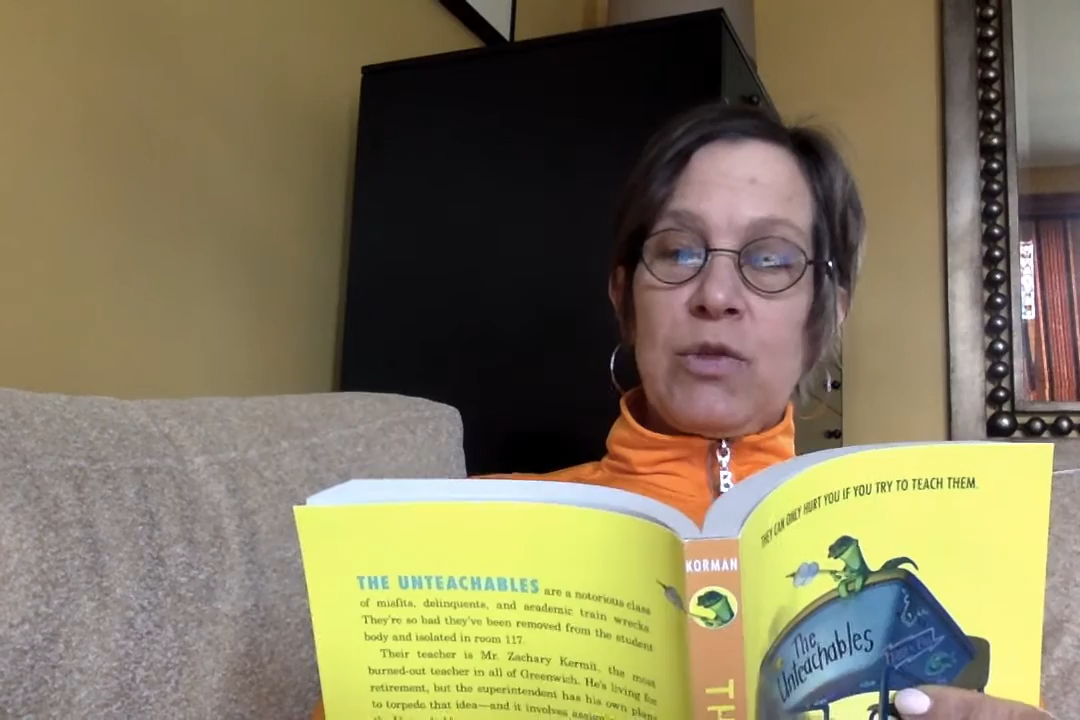 THE UNTEACHABLES are a notorious class
of misfits, delinquents, and academic train wrecks.
They're so bad they've been removed from the student
body and isolated in room 117.
Their teacher is Mr. Zachary Kermit, the most
burned-out teacher in all of Greenwich. He's living for
retirement, but the superintendent has his own plans
to torpedo that idea—and it involves
KORMAN
TH
THEY CAN ONLY HURT YOU IF YOU TRY TO TEACH THEM.
The
Unteachables